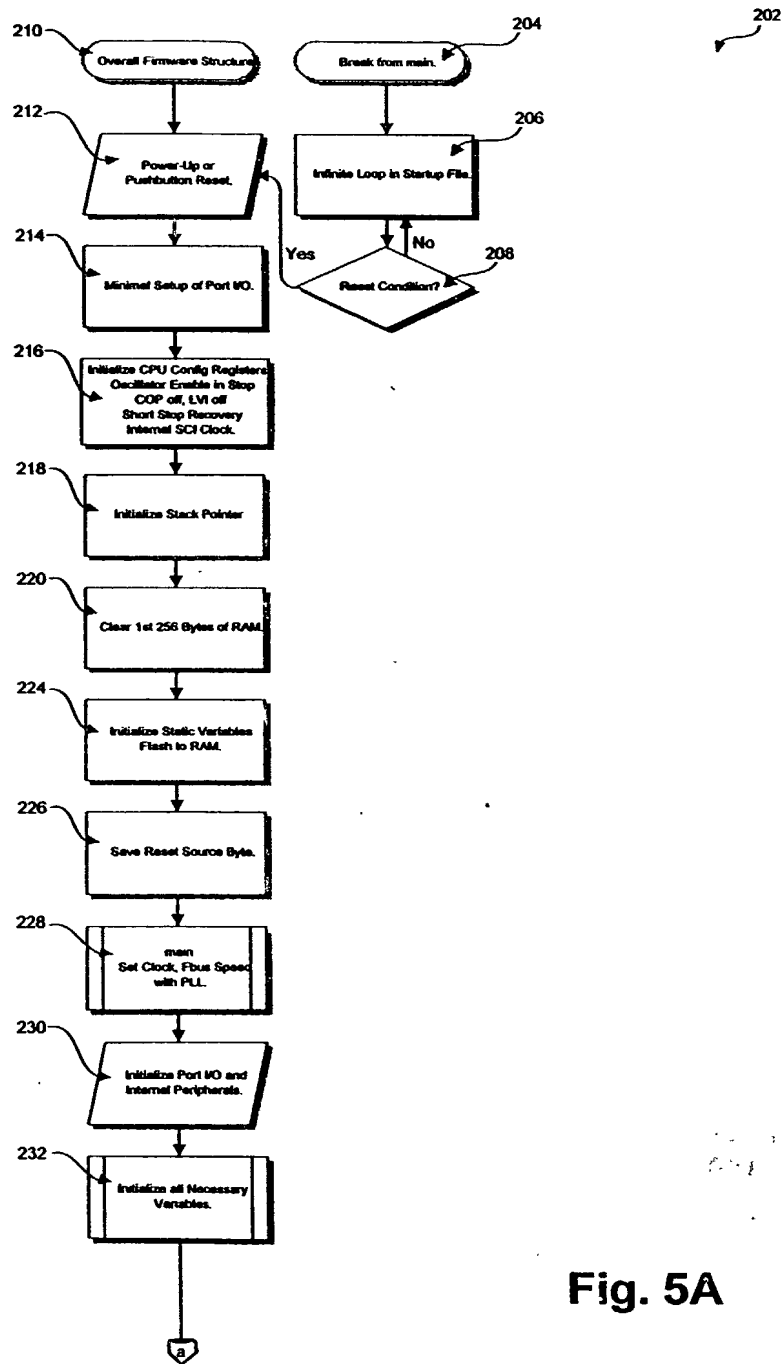 202
210
Overall Firmware Structure
204
Break from main.
212
Power-Up or
Pushbution Reset.
206
Infinite Loop in Startup File.
Yes
No
208
Reset Condition?
214
Minimal Setup of Port I/O.
216
Initialize CPU Config Registers
Oscillator Enable in Stop
COP off, LVI off
Short Stop Recovery
Internal SCI Clock.
218
Initialize Stack Pointer
220
Clear 1st 256 Bytes of RAM.
224
Initialize Static Variables
Flash to RAM.
226
Save Reset Source Byte.
228
main
Set Clock, Fbus Speed
with PLL.
230
Initialize Port I/O and
Internal Peripherals.
232
Initialize all Necessary
Variables.
a
Fig. 5A